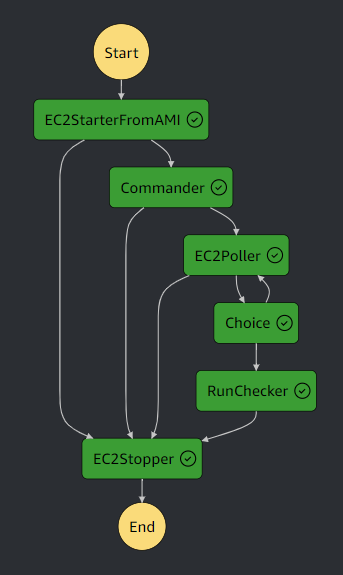 Start
EC2StarterFromAMI
Commander
EC2Poller
Choice
RunChecker
EC2Stopper
End